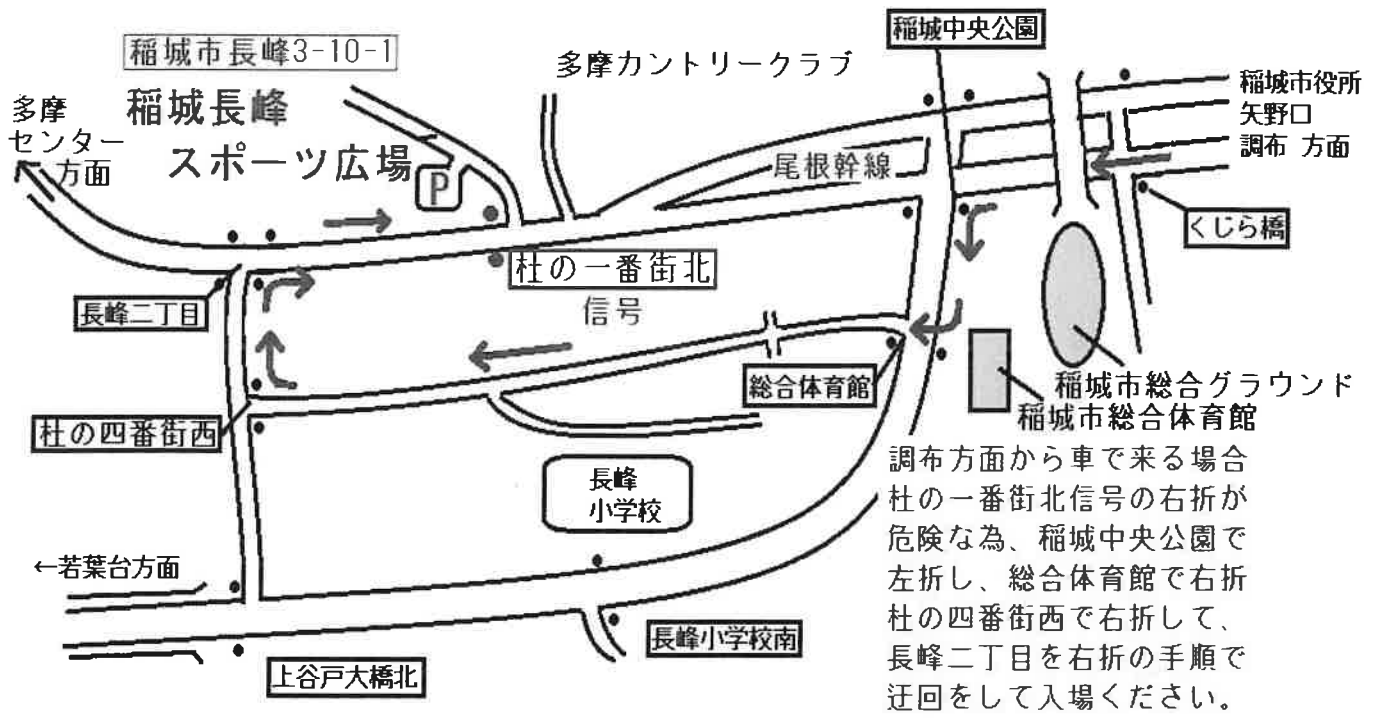 稲城市長峰3-10-1
稲城長峰
スポーツ広場
P
多摩
センター
方面
多摩カントリークラブ
稲城中央公園
稲城市役所
矢野口
調布 方面
尾根幹線
くじら橋
杜の一番街北
信号
長峰二丁目
総合体育館
稲城市総合グラウンド
稲城市総合体育館
杜の四番街西
長峰
小学校
←若葉台方面
長峰小学校南
上谷戸大橋北
調布方面から車で来る場合
杜の一番街北信号の右折が
危険な為、稲城中央公園で
左折し、総合体育館で右折
杜の四番街西で右折して、
長峰二丁目を右折の手順で
迂回をして入場ください。